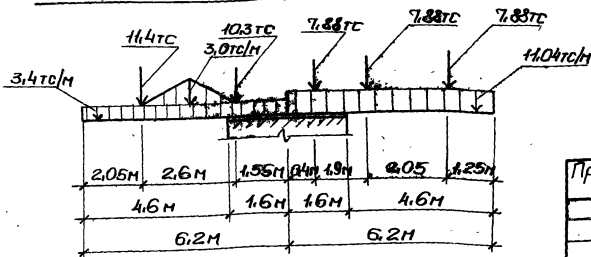 11,4тс
10,3тс
3,0тс/м
7,88тс
7,88тс
7,88тс
3,4тс/м
11,04тс/м
2,05м
2,6м
1,55м
0,4м
1,9м
2,05
1,25м
4,6м
1,6м
1,6м
4,6м
6,2м
6,2м